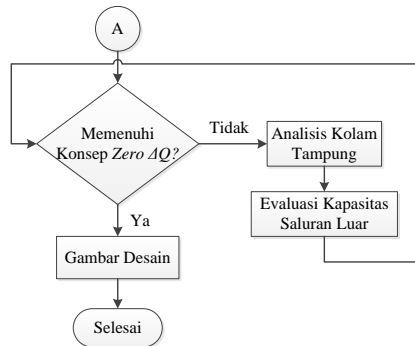 A
Memenuhi
Konsep Zero ΔQ?
Tidak
Analisis Kolam
Tampung
Evaluasi Kapasitas
Saluran Luar
Ya
Gambar Desain
Selesai